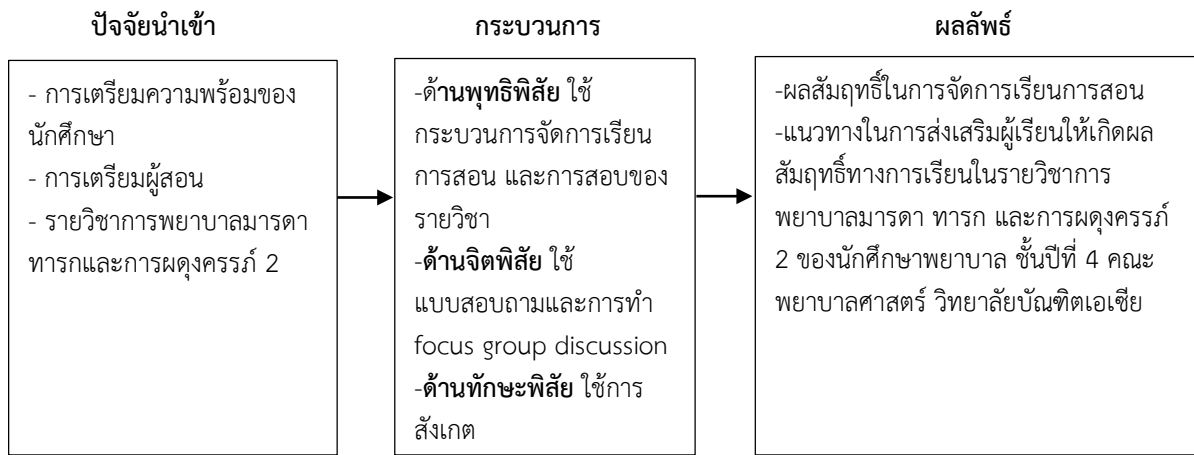 ปัจจัยนำเข้า
- การเตรียมความพร้อมของ
นักศึกษา
- การเตรียมผู้สอน
- รายวิชาการพยาบาลมารดา
ทารกและการผดุงครรภ์ 2
กระบวนการ
-ด้านพุทธิพิสัย ใช้
กระบวนการจัดการเรียน
การสอน และการสอบของ
รายวิชา
-ด้านจิตพิสัย ใช้
แบบสอบถามและการทำ
focus group discussion
-ด้านทักษะพิสัย ใช้การ
สังเกต
ผลลัพธ์
-ผลสัมฤทธิ์ในการจัดการเรียนการสอน
-แนวทางในการส่งเสริมผู้เรียนให้เกิดผล
สัมฤทธิ์ทางการเรียนในรายวิชาการ
พยาบาลมารดา ทารก และการผดุงครรภ์
2 ของนักศึกษาพยาบาล ชั้นปีที่ 4 คณะ
พยาบาลศาสตร์ วิทยาลัยบัณฑิตเอเซีย